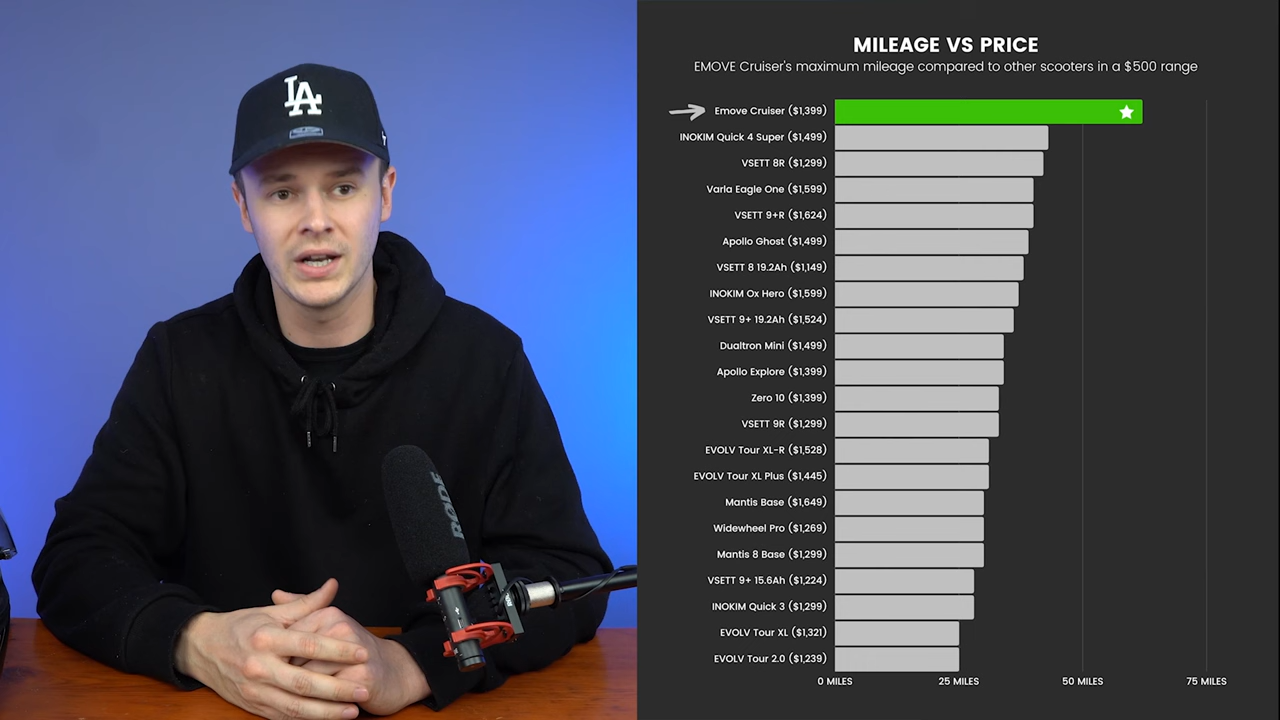 LA
RODE
MILEAGE VS PRICE
EMOVE Cruiser's maximum mileage compared to other scooters in a $500 range
Emove Cruiser ($1,399)
INOKIM Quick 4 Super ($1,499)
VSETT 8R ($1,299)
Varla Eagle One ($1,599)
VSETT 9+R ($1,624)
Apollo Ghost ($1,499)
VSETT 8 19.2Ah ($1,149)
INOKIM Ox Hero ($1,599)
VSETT 9+ 19.2Ah ($1,524)
Dualtron Mini ($1,499)
Apollo Explore ($1,399)
Zero 10 ($1,399)
VSETT 9R ($1,299)
EVOLV Tour XL-R ($1,528)
EVOLV Tour XL Plus ($1,445)
Mantis Base ($1,649)
Widewheel Pro ($1,269)
Mantis 8 Base ($1,299)
VSETT 9+ 15.6Ah ($1,224)
INOKIM Quick 3 ($1,299)
EVOLV Tour XL ($1,321)
EVOLV Tour 2.0 ($1,239)
0 MILES 25 MILES 50 MILES 75 MILES